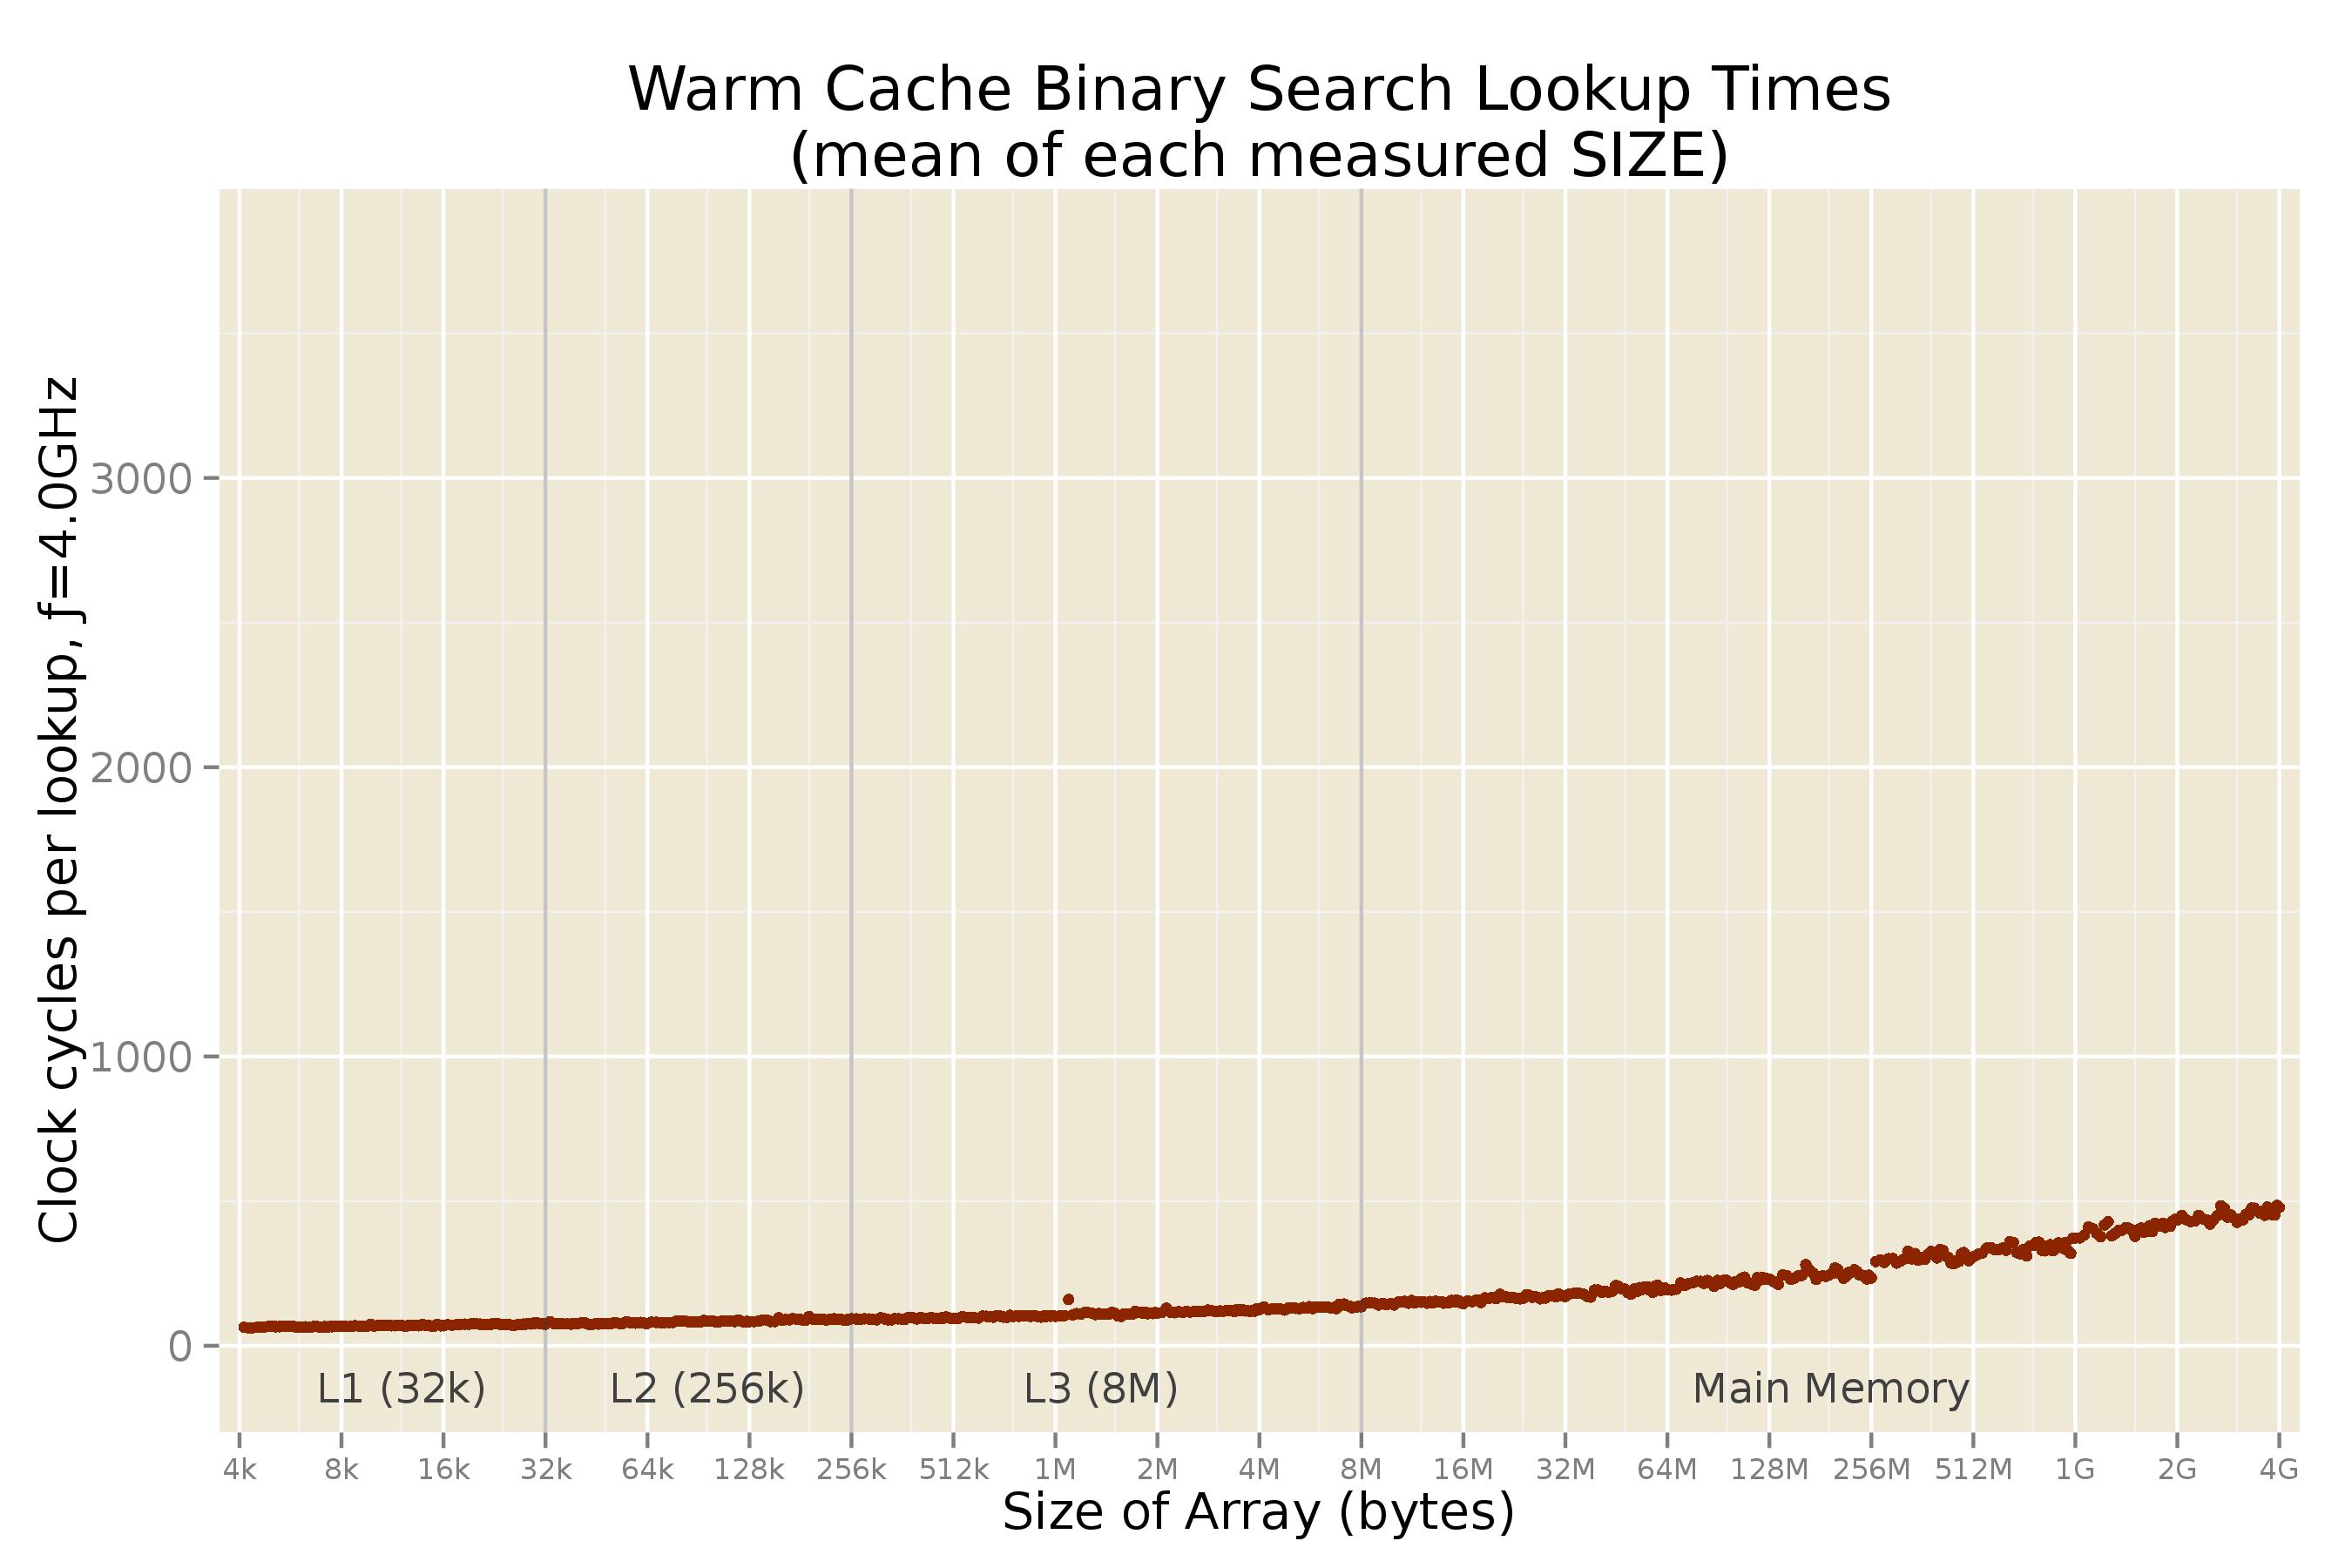 Warm Cache Binary Search Lookup Times
(mean of each measured SIZE)
Clock cycles per lookup, ƒ=4.0GHz
3000
2000
1000
0
L1 (32k) L2 (256k) L3 (8M) Main Memory
4k 8k 16k 32k 64k 128k 256k 512k 1M 2M 4M 8M 16M 32M 64M 128M 256M 512M 1G 2G 4G
Size of Array (bytes)